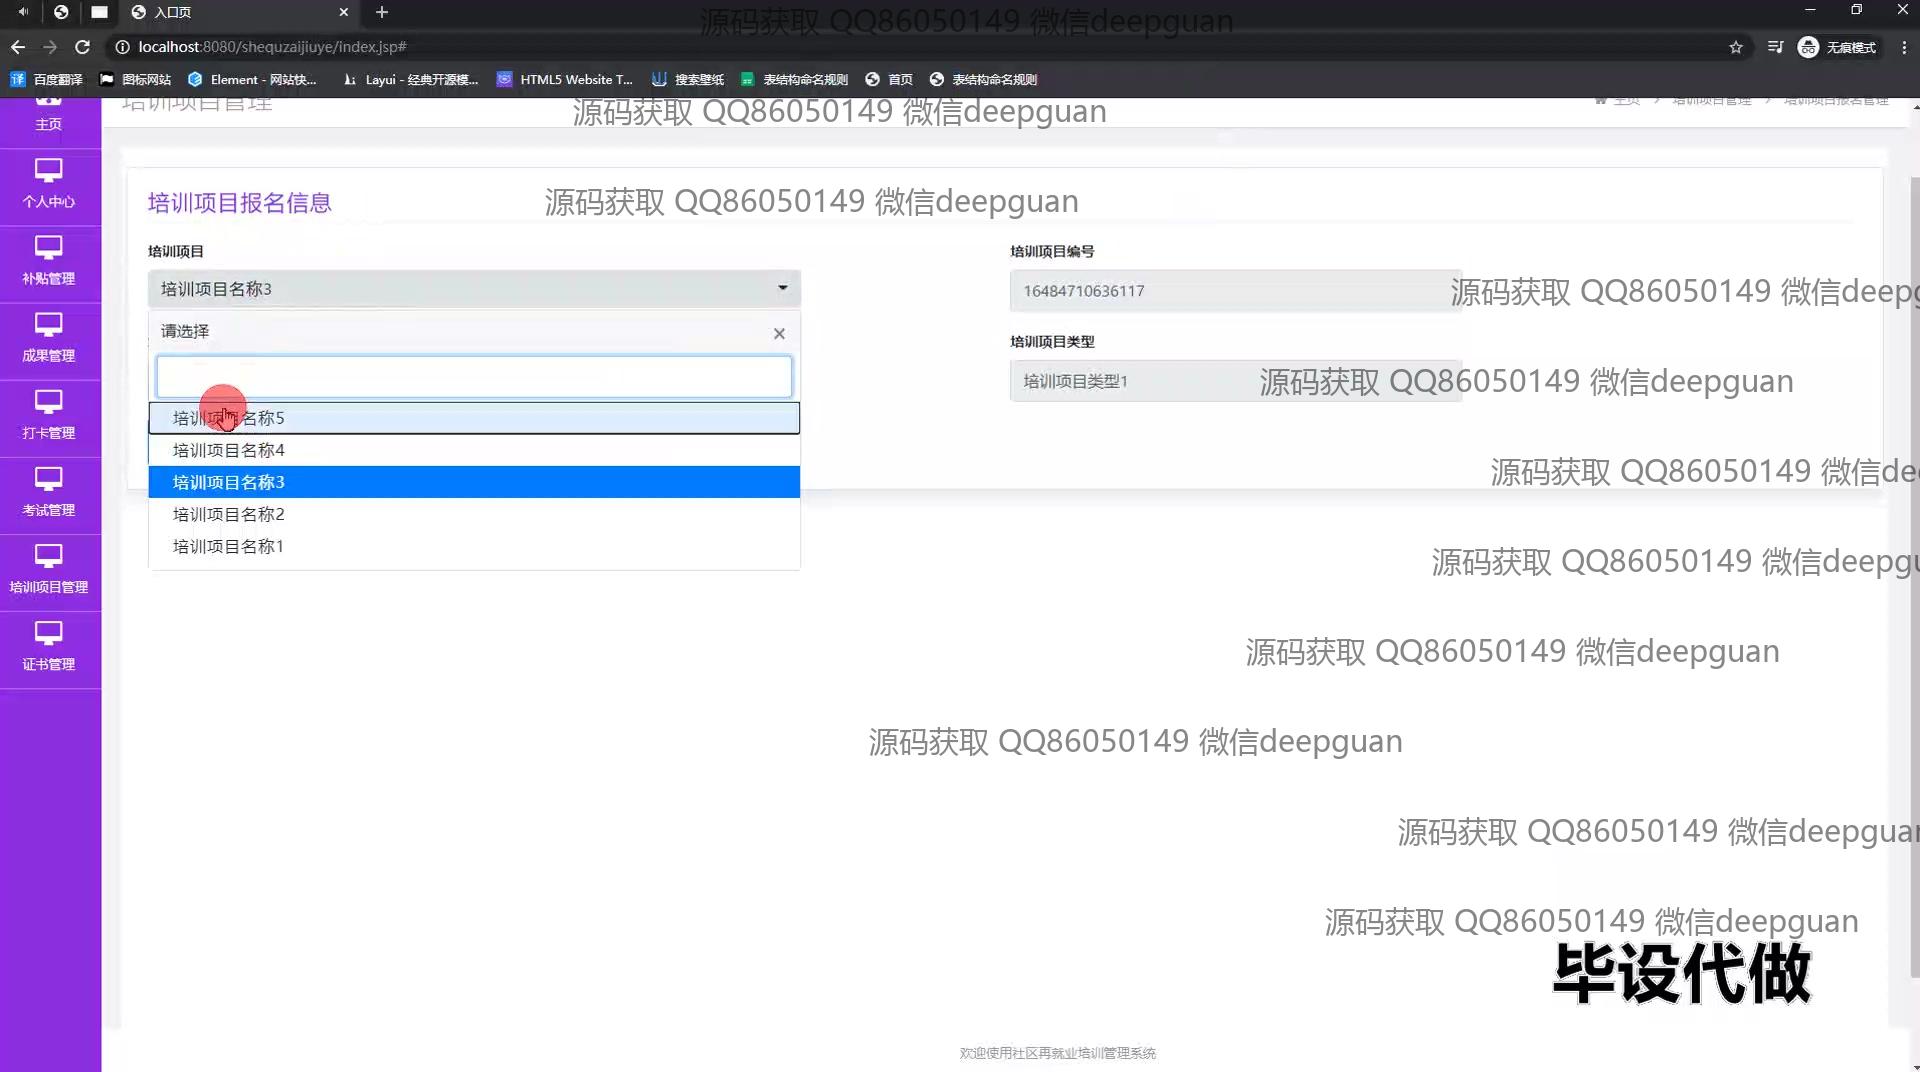 入口页
源码获取 QQ86050149 微信deepguan
localhost:8080/shequzaijiuye/index.jsp#
无痕模式
百度翻译
图标网站
Element - 网站快...
Layui - 经典开源模...
HTML5 Website T...
搜索壁纸
表结构命名规则
首页
表结构命名规则
培训项目管理
主页
培训项目管理
培训项目报名管理
源码获取 QQ86050149 微信deepguan
主页
个人中心
补贴管理
成果管理
打卡管理
考试管理
培训项目管理
证书管理
培训项目报名信息
源码获取 QQ86050149 微信deepguan
培训项目
培训项目编号
培训项目名称3
16484710636117
源码获取 QQ86050149 微信deepg
请选择
培训项目类型
培训项目类型1
源码获取 QQ86050149 微信deepguan
培训项目名称5
培训项目名称4
培训项目名称3
源码获取 QQ86050149 微信de
培训项目名称2
培训项目名称1
源码获取 QQ86050149 微信deepgu
源码获取 QQ86050149 微信deepguan
源码获取 QQ86050149 微信deepguan
源码获取 QQ86050149 微信deepguan
源码获取 QQ86050149 微信deepguan
毕设代做
欢迎使用社区再就业培训管理系统